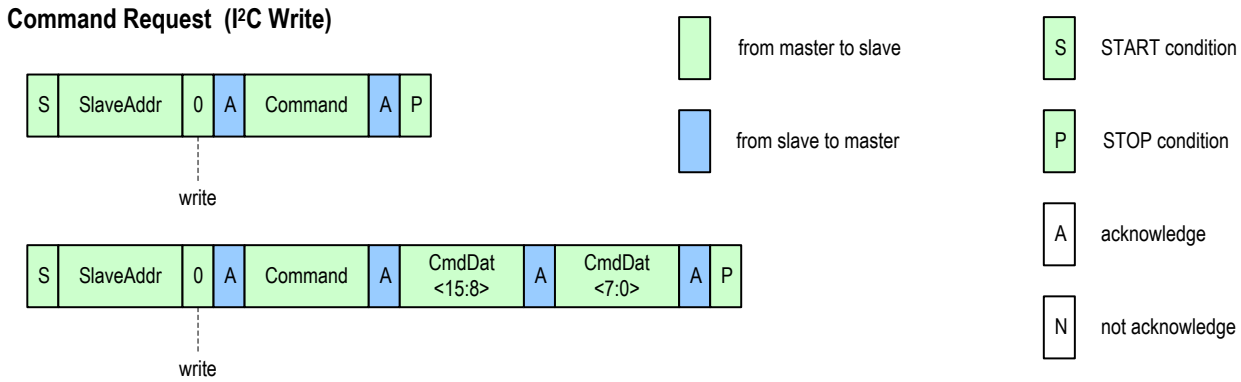 Command Request (I²C Write)
S SlaveAddr 0 A Command A P
write
S SlaveAddr 0 A Command A CmdDat <15:8> A CmdDat <7:0> A P
write
from master to slave
from slave to master
S START condition
P STOP condition
A acknowledge
N not acknowledge